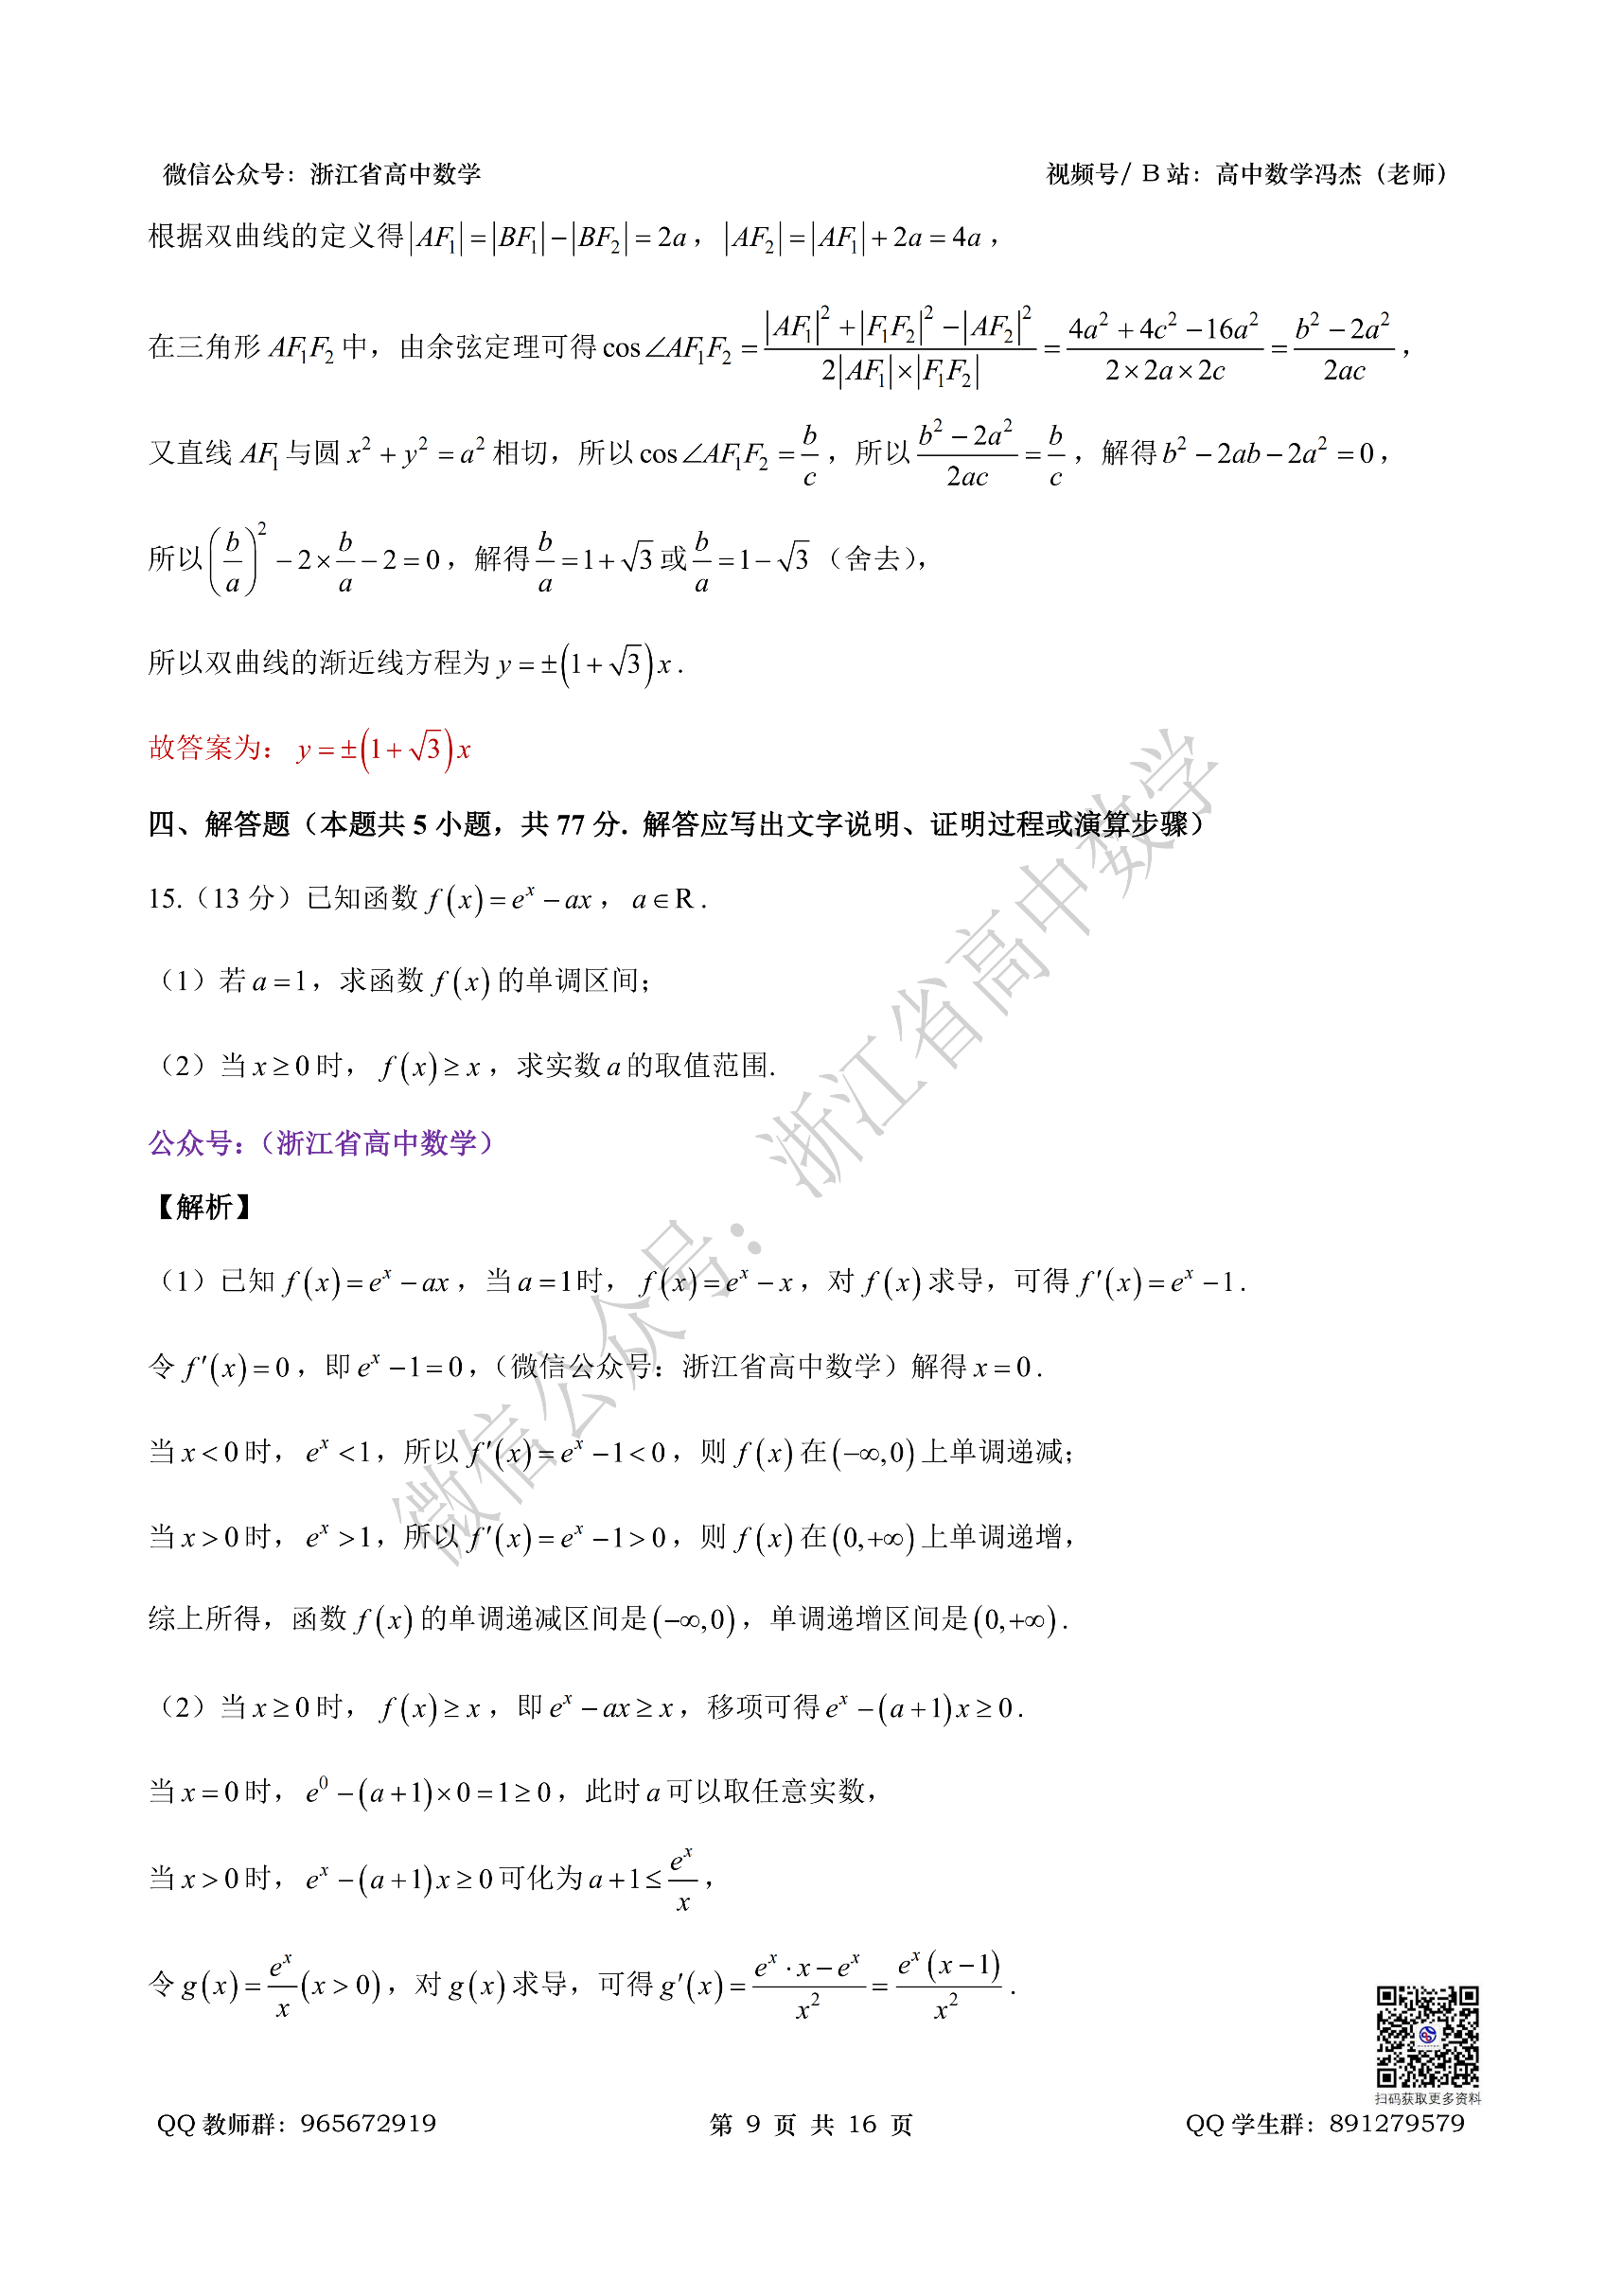 微信公众号：浙江省高中数学 视频号/ B 站：高中数学冯杰（老师）
根据双曲线的定义得|AF₁|=|BF₁|−|BF₂|=2a，|AF₂|=|AF₁|+2a=4a，
在三角形 AF₁F₂ 中，由余弦定理可得 cos∠AF₁F₂ = (|AF₁|²+|F₁F₂|²−|AF₂|²)/(2|AF₁|×|F₁F₂|) = (4a²+4c²−16a²)/(2×2a×2c) = (b²−2a²)/(2ac)，
又直线 AF₁ 与圆 x²+y²=a² 相切，所以 cos∠AF₁F₂ = b/c，所以 (b²−2a²)/(2ac) = b/c，解得 b²−2ab−2a²=0，
所以 (b/a)²−2×b/a−2=0，解得 b/a=1+√3 或 b/a=1−√3（舍去），
所以双曲线的渐近线方程为 y=±(1+√3)x．
故答案为：y=±(1+√3)x
四、解答题（本题共 5 小题，共 77 分．解答应写出文字说明、证明过程或演算步骤）
15.（13 分）已知函数 f(x)=eˣ−ax，a∈R．
（1）若 a=1，求函数 f(x) 的单调区间；
（2）当 x≥0 时，f(x)≥x，求实数 a 的取值范围.
公众号：（浙江省高中数学）
【解析】
（1）已知 f(x)=eˣ−ax，当 a=1时，f(x)=eˣ−x，对 f(x) 求导，可得 f′(x)=eˣ−1．
令 f′(x)=0，即 eˣ−1=0，（微信公众号：浙江省高中数学）解得 x=0．
当 x<0 时，eˣ<1，所以 f′(x)=eˣ−1<0，则 f(x) 在 (−∞,0) 上单调递减；
当 x>0 时，eˣ>1，所以 f′(x)=eˣ−1>0，则 f(x) 在 (0,+∞) 上单调递增，
综上所得，函数 f(x) 的单调递减区间是 (−∞,0)，单调递增区间是 (0,+∞)．
（2）当 x≥0 时，f(x)≥x，即 eˣ−ax≥x，移项可得 eˣ−(a+1)x≥0．
当 x=0 时，e⁰−(a+1)×0=1≥0，此时 a 可以取任意实数，
当 x>0 时，eˣ−(a+1)x≥0 可化为 a+1≤eˣ/x，
令 g(x)=eˣ/x(x>0)，对 g(x) 求导，可得 g′(x)=(eˣ·x−eˣ)/x²=eˣ(x−1)/x²．
微信公众号：浙江省高中数学
扫码获取更多资料
QQ 教师群：965672919 第 9 页 共 16 页 QQ 学生群：891279579